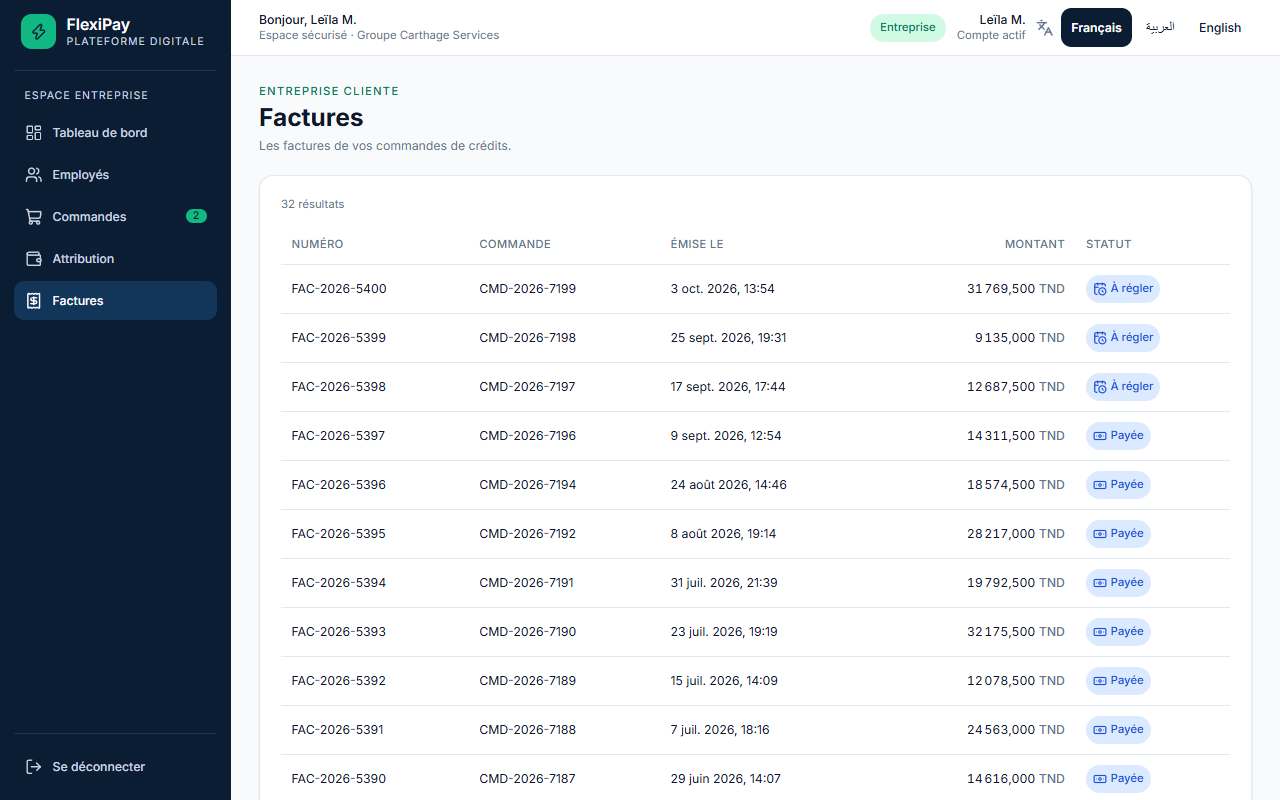 FlexiPay
PLATEFORME DIGITALE
ESPACE ENTREPRISE
Tableau de bord
Employés
Commandes 2
Attribution
Factures
Se déconnecter
Bonjour, Leïla M.
Espace sécurisé · Groupe Carthage Services
Entreprise
Leïla M.
Compte actif
Français
العربية
English
ENTREPRISE CLIENTE
Factures
Les factures de vos commandes de crédits.
32 résultats
NUMÉRO COMMANDE ÉMISE LE MONTANT STATUT
FAC-2026-5400 CMD-2026-7199 3 oct. 2026, 13:54 31 769,500 TND À régler
FAC-2026-5399 CMD-2026-7198 25 sept. 2026, 19:31 9 135,000 TND À régler
FAC-2026-5398 CMD-2026-7197 17 sept. 2026, 17:44 12 687,500 TND À régler
FAC-2026-5397 CMD-2026-7196 9 sept. 2026, 12:54 14 311,500 TND Payée
FAC-2026-5396 CMD-2026-7194 24 août 2026, 14:46 18 574,500 TND Payée
FAC-2026-5395 CMD-2026-7192 8 août 2026, 19:14 28 217,000 TND Payée
FAC-2026-5394 CMD-2026-7191 31 juil. 2026, 21:39 19 792,500 TND Payée
FAC-2026-5393 CMD-2026-7190 23 juil. 2026, 19:19 32 175,500 TND Payée
FAC-2026-5392 CMD-2026-7189 15 juil. 2026, 14:09 12 078,500 TND Payée
FAC-2026-5391 CMD-2026-7188 7 juil. 2026, 18:16 24 563,000 TND Payée
FAC-2026-5390 CMD-2026-7187 29 juin 2026, 14:07 14 616,000 TND Payée